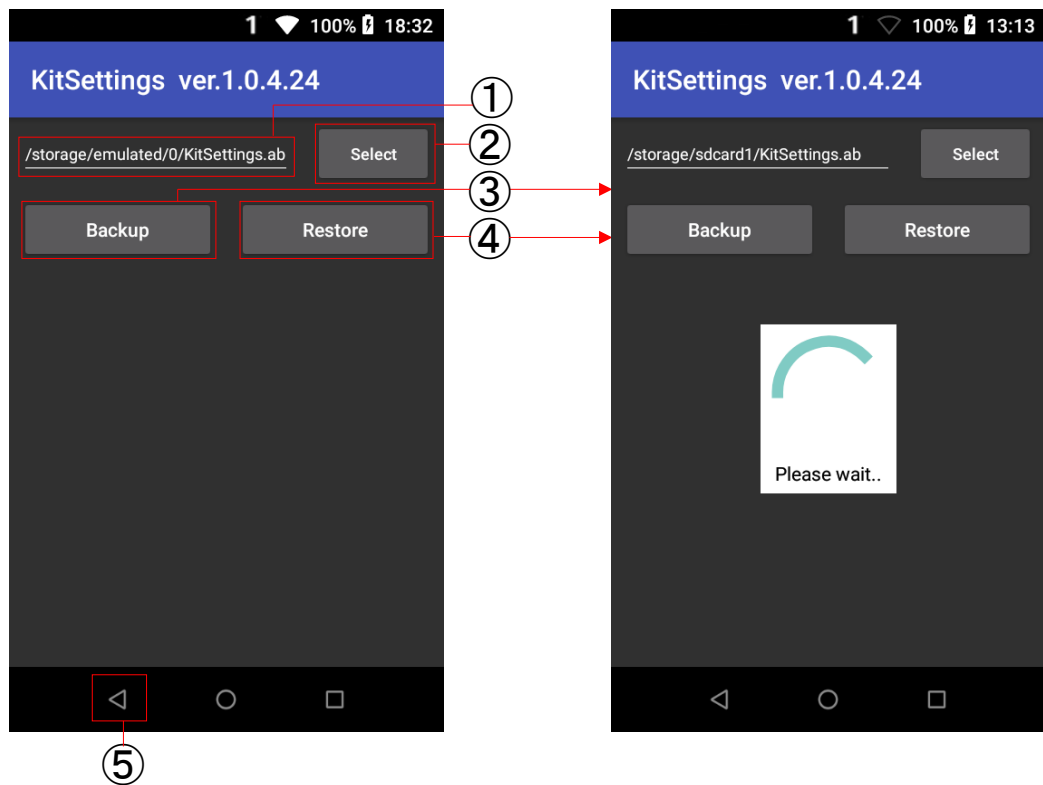 1 100% 18:32
KitSettings ver.1.0.4.24
/storage/emulated/0/KitSettings.ab
Select
Backup
Restore
①
②
③
④
⑤
1 100% 13:13
KitSettings ver.1.0.4.24
/storage/sdcard1/KitSettings.ab
Select
Backup
Restore
Please wait..